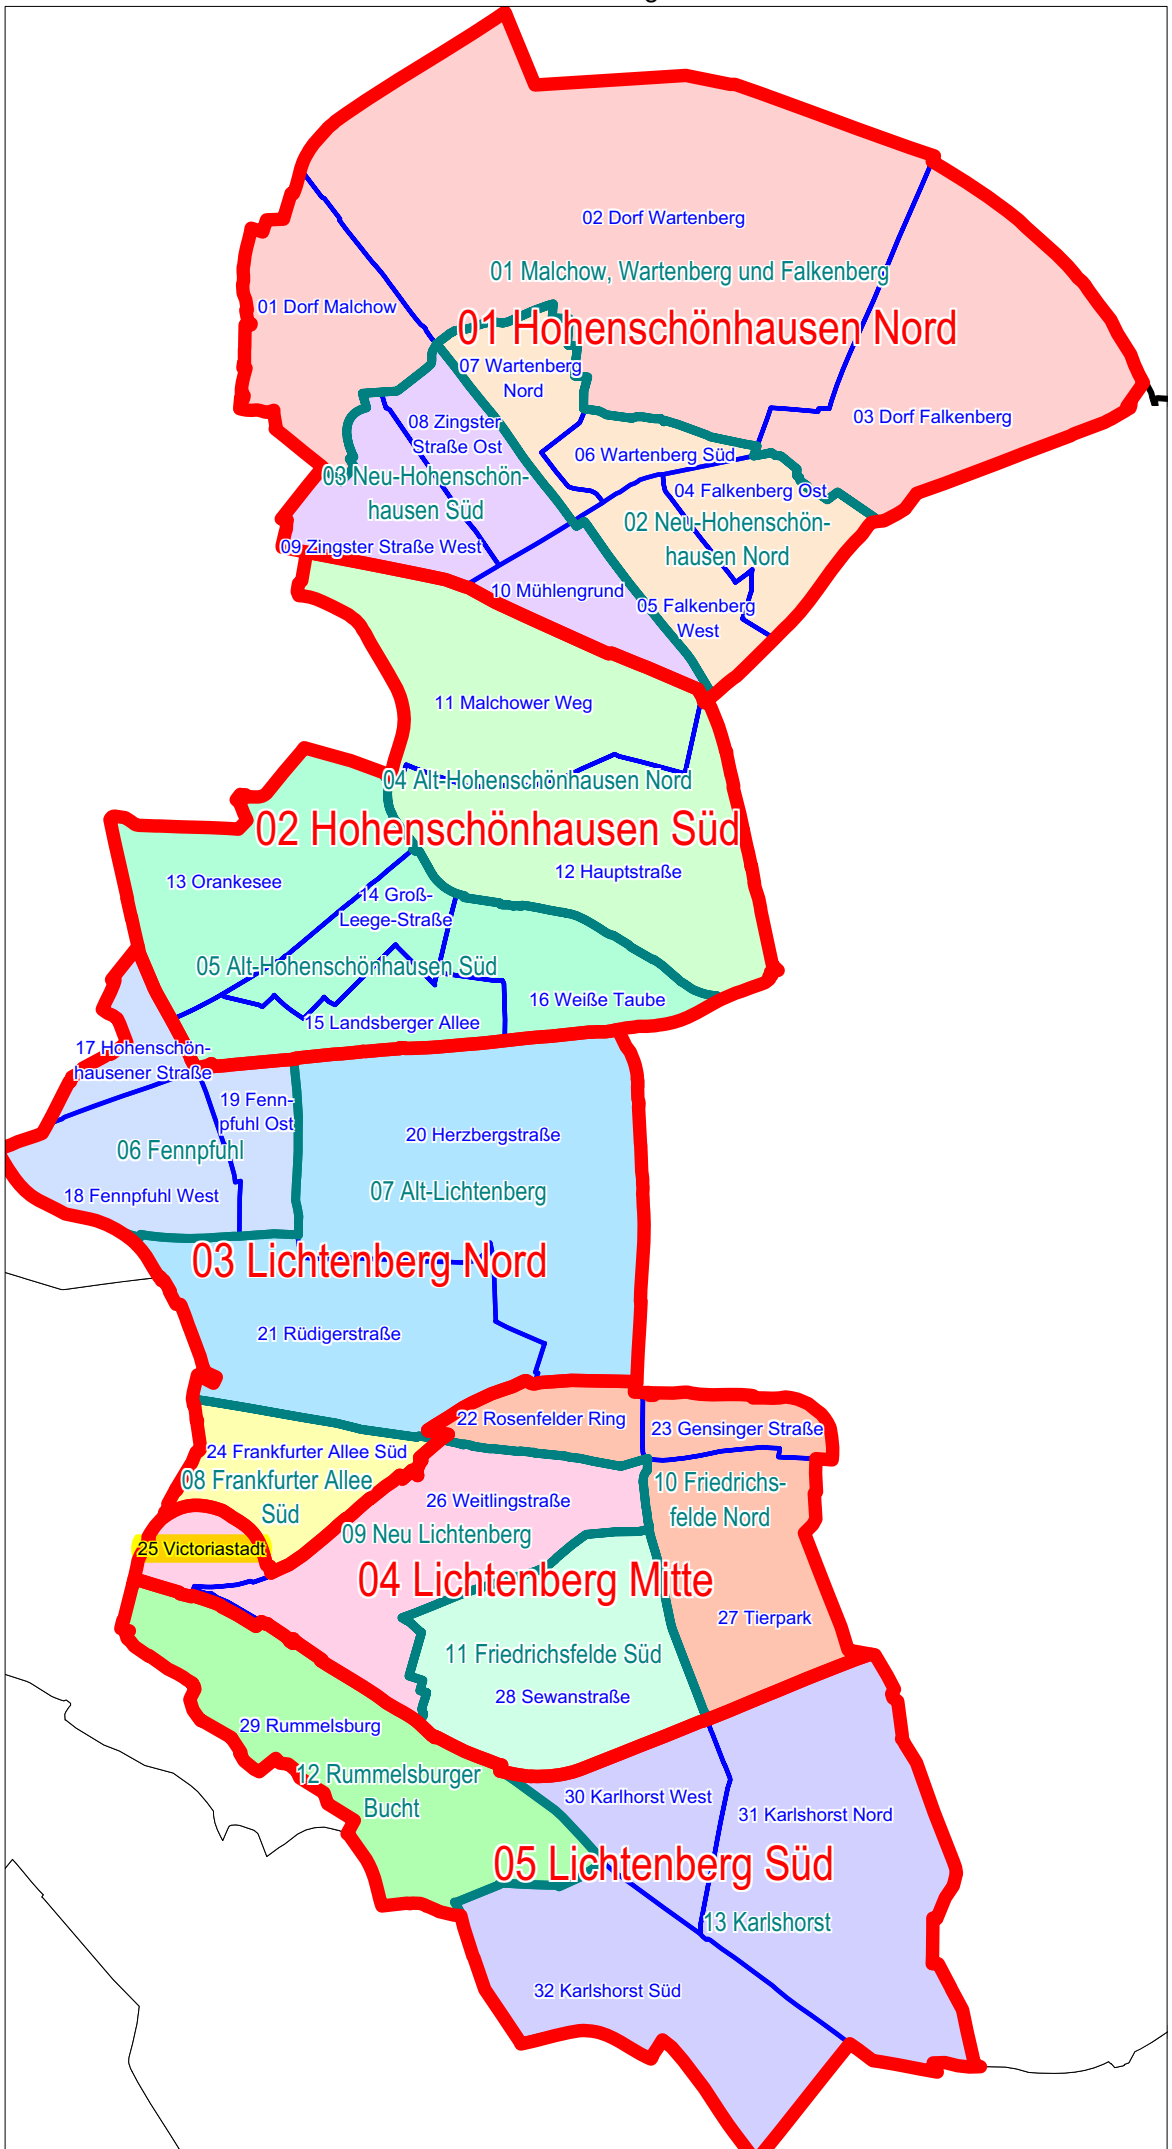 02 Dorf Wartenberg
01 Malchow, Wartenberg und Falkenberg
01 Dorf Malchow
01 Hohenschönhausen Nord
07 Wartenberg
Nord
03 Dorf Falkenberg
08 Zingster
Straße Ost
06 Wartenberg Süd
03 Neu-Hohenschön-
hausen Süd
04 Falkenberg Ost
02 Neu-Hohenschön-
hausen Nord
09 Zingster Straße West
10 Mühlengrund
05 Falkenberg
West
11 Malchower Weg
04 Alt-Hohenschönhausen Nord
02 Hohenschönhausen Süd
12 Hauptstraße
13 Orankesee
14 Groß-
Leege-Straße
05 Alt-Hohenschönhausen Süd
16 Weiße Taube
15 Landsberger Allee
17 Hohenschön-
hausener Straße
19 Fenn-
pfuhl Ost
20 Herzbergstraße
06 Fennpfuhl
18 Fennpfuhl West
07 Alt-Lichtenberg
03 Lichtenberg Nord
21 Rüdigerstraße
22 Rosenfelder Ring
23 Gensinger Straße
24 Frankfurter Allee Süd
08 Frankfurter Allee
Süd
10 Friedrichs-
felde Nord
26 Weitlingstraße
09 Neu Lichtenberg
25 Victoriastadt
04 Lichtenberg Mitte
27 Tierpark
11 Friedrichsfelde Süd
28 Sewanstraße
29 Rummelsburg
12 Rummelsburger
Bucht
30 Karlhorst West
31 Karlshorst Nord
05 Lichtenberg Süd
13 Karlshorst
32 Karlshorst Süd